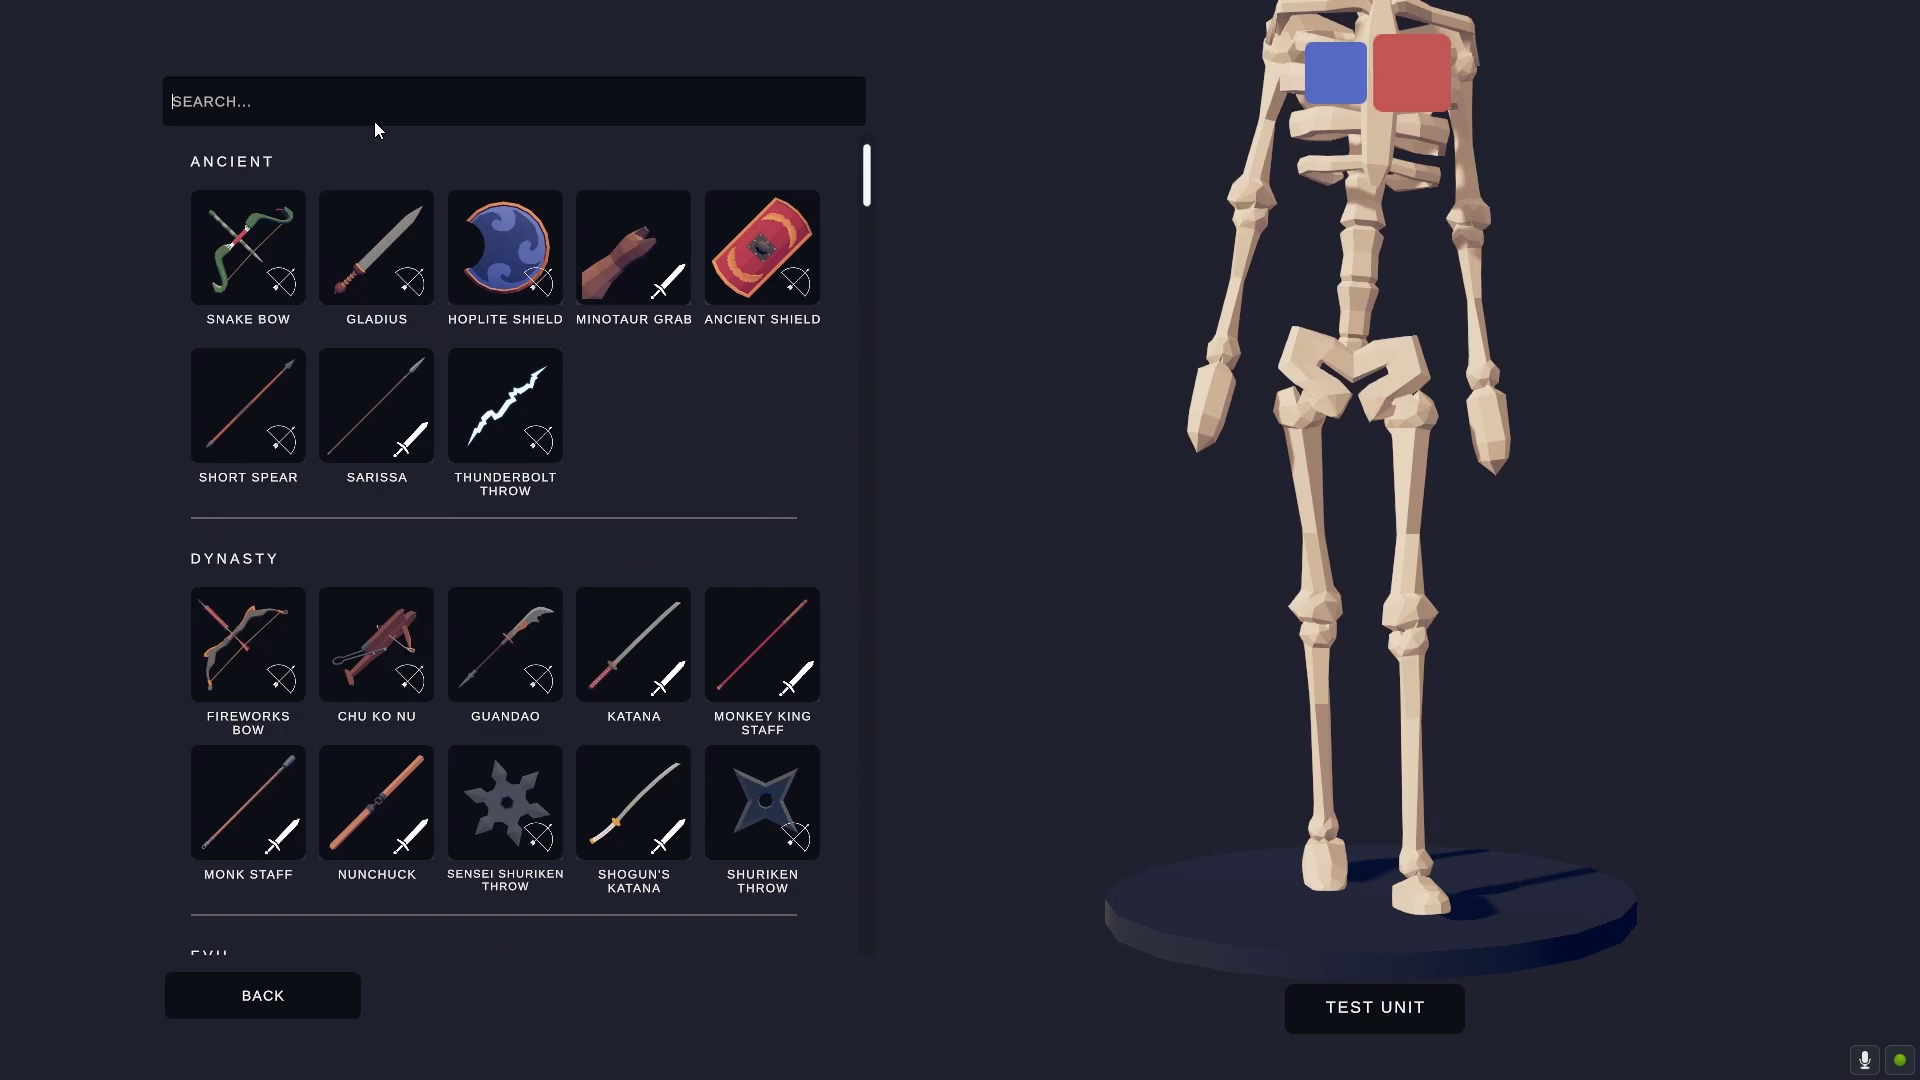 SEARCH...
ANCIENT
SNAKE BOW
GLADIUS
HOPLITE SHIELD
MINOTAUR GRAB
ANCIENT SHIELD
SHORT SPEAR
SARISSA
THUNDERBOLT
THROW
DYNASTY
FIREWORKS
BOW
CHU KO NU
GUANDAO
KATANA
MONKEY KING
STAFF
MONK STAFF
NUNCHUCK
SENSEI SHURIKEN
THROW
SHOGUN'S
KATANA
SHURIKEN
THROW
BACK
TEST UNIT